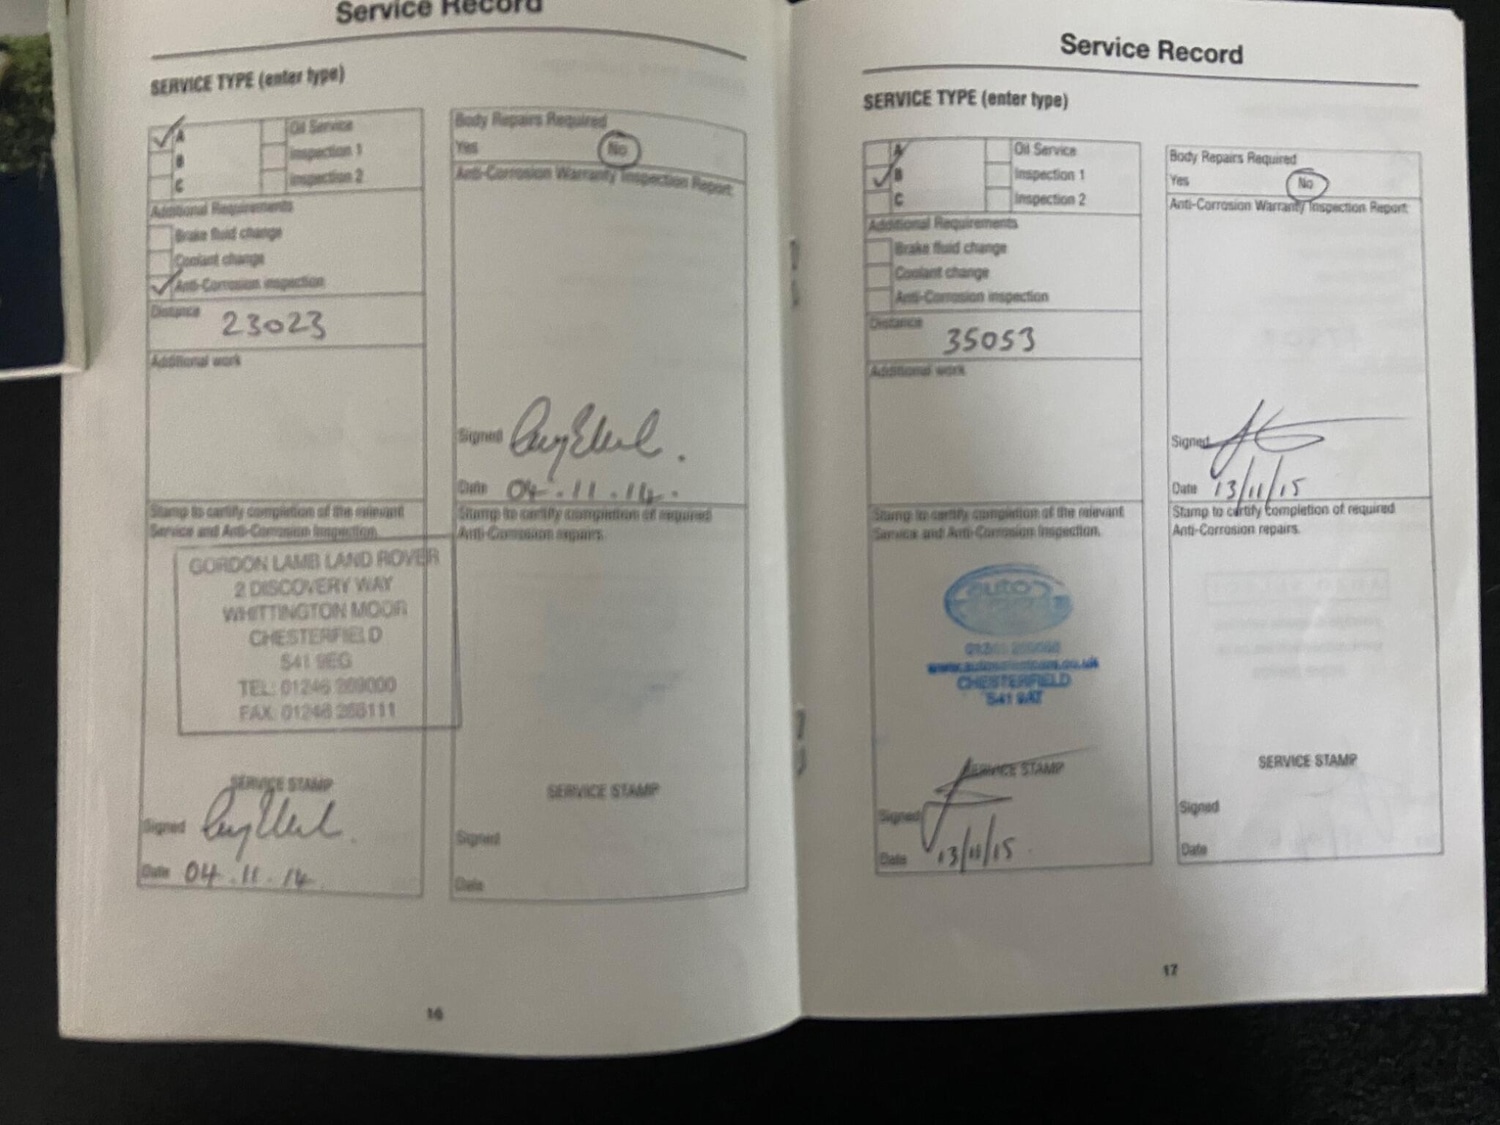 Service Record
SERVICE TYPE (enter type)
A
B
C
Oil Service
Inspection 1
Inspection 2
Additional Requirements
Brake fluid change
Coolant change
Anti-Corrosion inspection
Distance 23023
Additional work
Stamp to certify completion of the relevant
Service and Anti-Corrosion Inspection.
GORDON LAMB LAND ROVER
2 DISCOVERY WAY
WHITTINGTON MOOR
CHESTERFIELD
S41 9EG
TEL: 01246 269000
FAX: 01246
SERVICE STAMP
Signed
Date 04.11.14
Body Repairs Required
Yes No
Anti-Corrosion Warranty Inspection Report:
Signed
Date 04.11.14.
Stamp to certify completion of required
Anti-Corrosion repairs.
SERVICE STAMP
Signed
Date
16
Service Record
SERVICE TYPE (enter type)
A
B
C
Oil Service
Inspection 1
Inspection 2
Additional Requirements
Brake fluid change
Coolant change
Anti-Corrosion inspection
Distance 35053
Additional work
Stamp to certify completion of the relevant
Service and Anti-Corrosion Inspection.
auto
CHESTERFIELD
S41 9AT
SERVICE STAMP
Signed
Date 13/11/15
Body Repairs Required
Yes No
Anti-Corrosion Warranty Inspection Report:
Signed
Date 13/11/15
Stamp to certify completion of required
Anti-Corrosion repairs.
SERVICE STAMP
Signed
Date
17